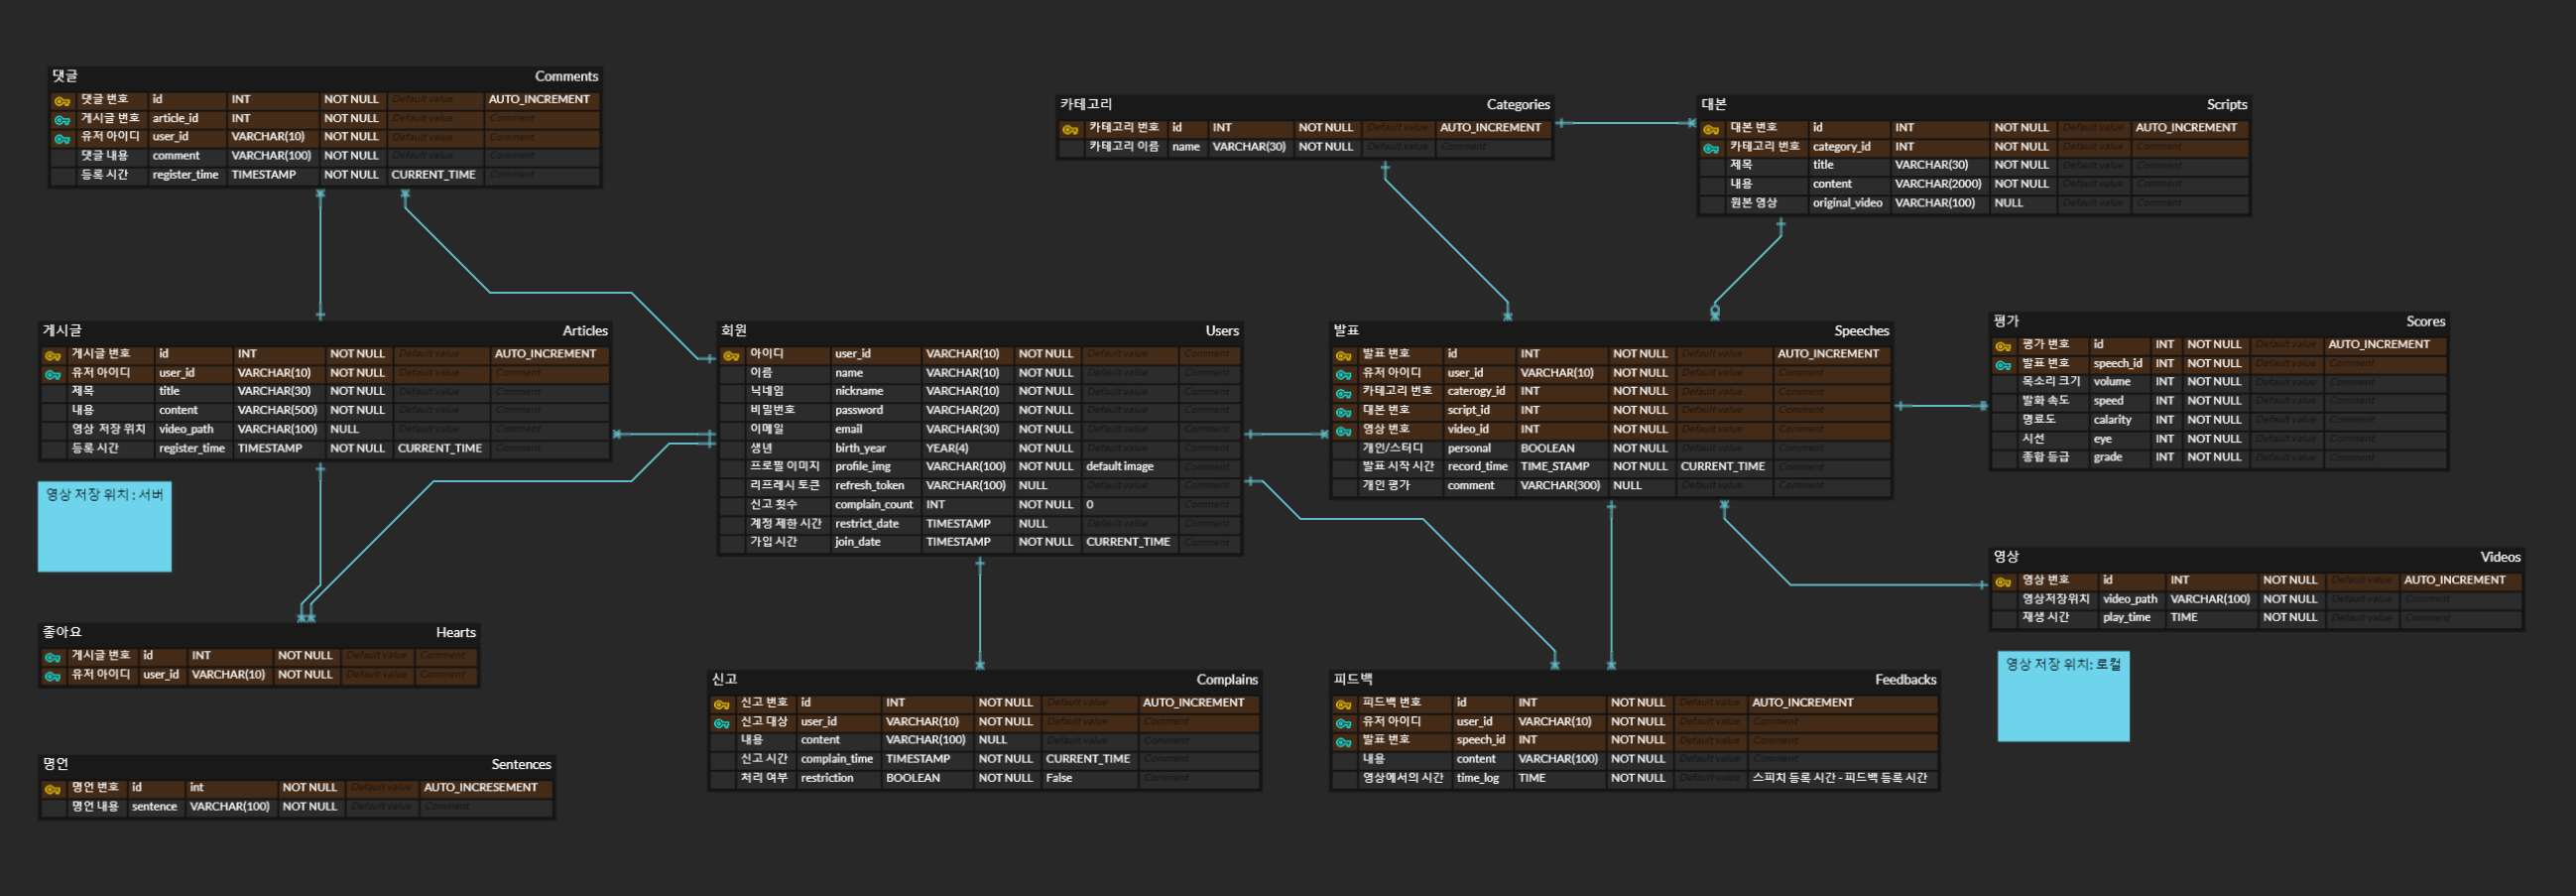 댓글 Comments
댓글 번호 id INT NOT NULL Default value AUTO_INCREMENT
게시글 번호 article_id INT NOT NULL Default value Comment
유저 아이디 user_id VARCHAR(10) NOT NULL Default value Comment
댓글 내용 comment VARCHAR(100) NOT NULL Default value Comment
등록 시간 register_time TIMESTAMP NOT NULL CURRENT_TIME Comment
카테고리 Categories
카테고리 번호 id INT NOT NULL Default value AUTO_INCREMENT
카테고리 이름 name VARCHAR(30) NOT NULL Default value Comment
대본 Scripts
대본 번호 id INT NOT NULL Default value AUTO_INCREMENT
카테고리 번호 category_id INT NOT NULL Default value Comment
제목 title VARCHAR(30) NOT NULL Default value Comment
내용 content VARCHAR(2000) NOT NULL Default value Comment
원본 영상 original_video VARCHAR(100) NULL Default value Comment
게시글 Articles
게시글 번호 id INT NOT NULL Default value AUTO_INCREMENT
유저 아이디 user_id VARCHAR(10) NOT NULL Default value Comment
제목 title VARCHAR(30) NOT NULL Default value Comment
내용 content VARCHAR(500) NOT NULL Default value Comment
영상 저장 위치 video_path VARCHAR(100) NULL Default value Comment
등록 시간 register_time TIMESTAMP NOT NULL CURRENT_TIME Comment
영상 저장 위치 : 서버
회원 Users
아이디 user_id VARCHAR(10) NOT NULL Default value Comment
이름 name VARCHAR(10) NOT NULL Default value Comment
닉네임 nickname VARCHAR(10) NOT NULL Default value Comment
비밀번호 password VARCHAR(20) NOT NULL Default value Comment
이메일 email VARCHAR(30) NOT NULL Default value Comment
생년 birth_year YEAR(4) NOT NULL Default value Comment
프로필 이미지 profile_img VARCHAR(100) NOT NULL default image Comment
리프레시 토큰 refresh_token VARCHAR(100) NULL Default value Comment
신고 횟수 complain_count INT NOT NULL 0 Comment
계정 제한 시간 restrict_date TIMESTAMP NULL Default value Comment
가입 시간 join_date TIMESTAMP NOT NULL CURRENT_TIME Comment
발표 Speeches
발표 번호 id INT NOT NULL Default value AUTO_INCREMENT
유저 아이디 user_id VARCHAR(10) NOT NULL Default value Comment
카테고리 번호 caterogy_id INT NOT NULL Default value Comment
대본 번호 script_id INT NOT NULL Default value Comment
영상 번호 video_id INT NOT NULL Default value Comment
개인/스터디 personal BOOLEAN NOT NULL Default value Comment
발표 시작 시간 record_time TIME_STAMP NOT NULL CURRENT_TIME Comment
개인 평가 comment VARCHAR(300) NULL Default value Comment
평가 Scores
평가 번호 id INT NOT NULL Default value AUTO_INCREMENT
발표 번호 speech_id INT NOT NULL Default value Comment
목소리 크기 volume INT NOT NULL Default value Comment
발화 속도 speed INT NOT NULL Default value Comment
명료도 calarity INT NOT NULL Default value Comment
시선 eye INT NOT NULL Default value Comment
종합 등급 grade INT NOT NULL Default value Comment
영상 Videos
영상 번호 id INT NOT NULL Default value AUTO_INCREMENT
영상저장위치 video_path VARCHAR(100) NOT NULL Default value Comment
재생 시간 play_time TIME NOT NULL Default value Comment
영상 저장 위치: 로컬
좋아요 Hearts
게시글 번호 id INT NOT NULL Default value Comment
유저 아이디 user_id VARCHAR(10) NOT NULL Default value Comment
신고 Complains
신고 번호 id INT NOT NULL Default value AUTO_INCREMENT
신고 대상 user_id VARCHAR(10) NOT NULL Default value Comment
내용 content VARCHAR(100) NULL Default value Comment
신고 시간 complain_time TIMESTAMP NOT NULL CURRENT_TIME Comment
처리 여부 restriction BOOLEAN NOT NULL False Comment
피드백 Feedbacks
피드백 번호 id INT NOT NULL Default value AUTO_INCREMENT
유저 아이디 user_id VARCHAR(10) NOT NULL Default value Comment
발표 번호 speech_id INT NOT NULL Default value Comment
내용 content VARCHAR(100) NOT NULL Default value Comment
영상에서의 시간 time_log TIME NOT NULL Default value 스피치 등록 시간 - 피드백 등록 시간
명언 Sentences
명언 번호 id int NOT NULL Default value AUTO_INCRESEMENT
명언 내용 sentence VARCHAR(100) NOT NULL Default value Comment